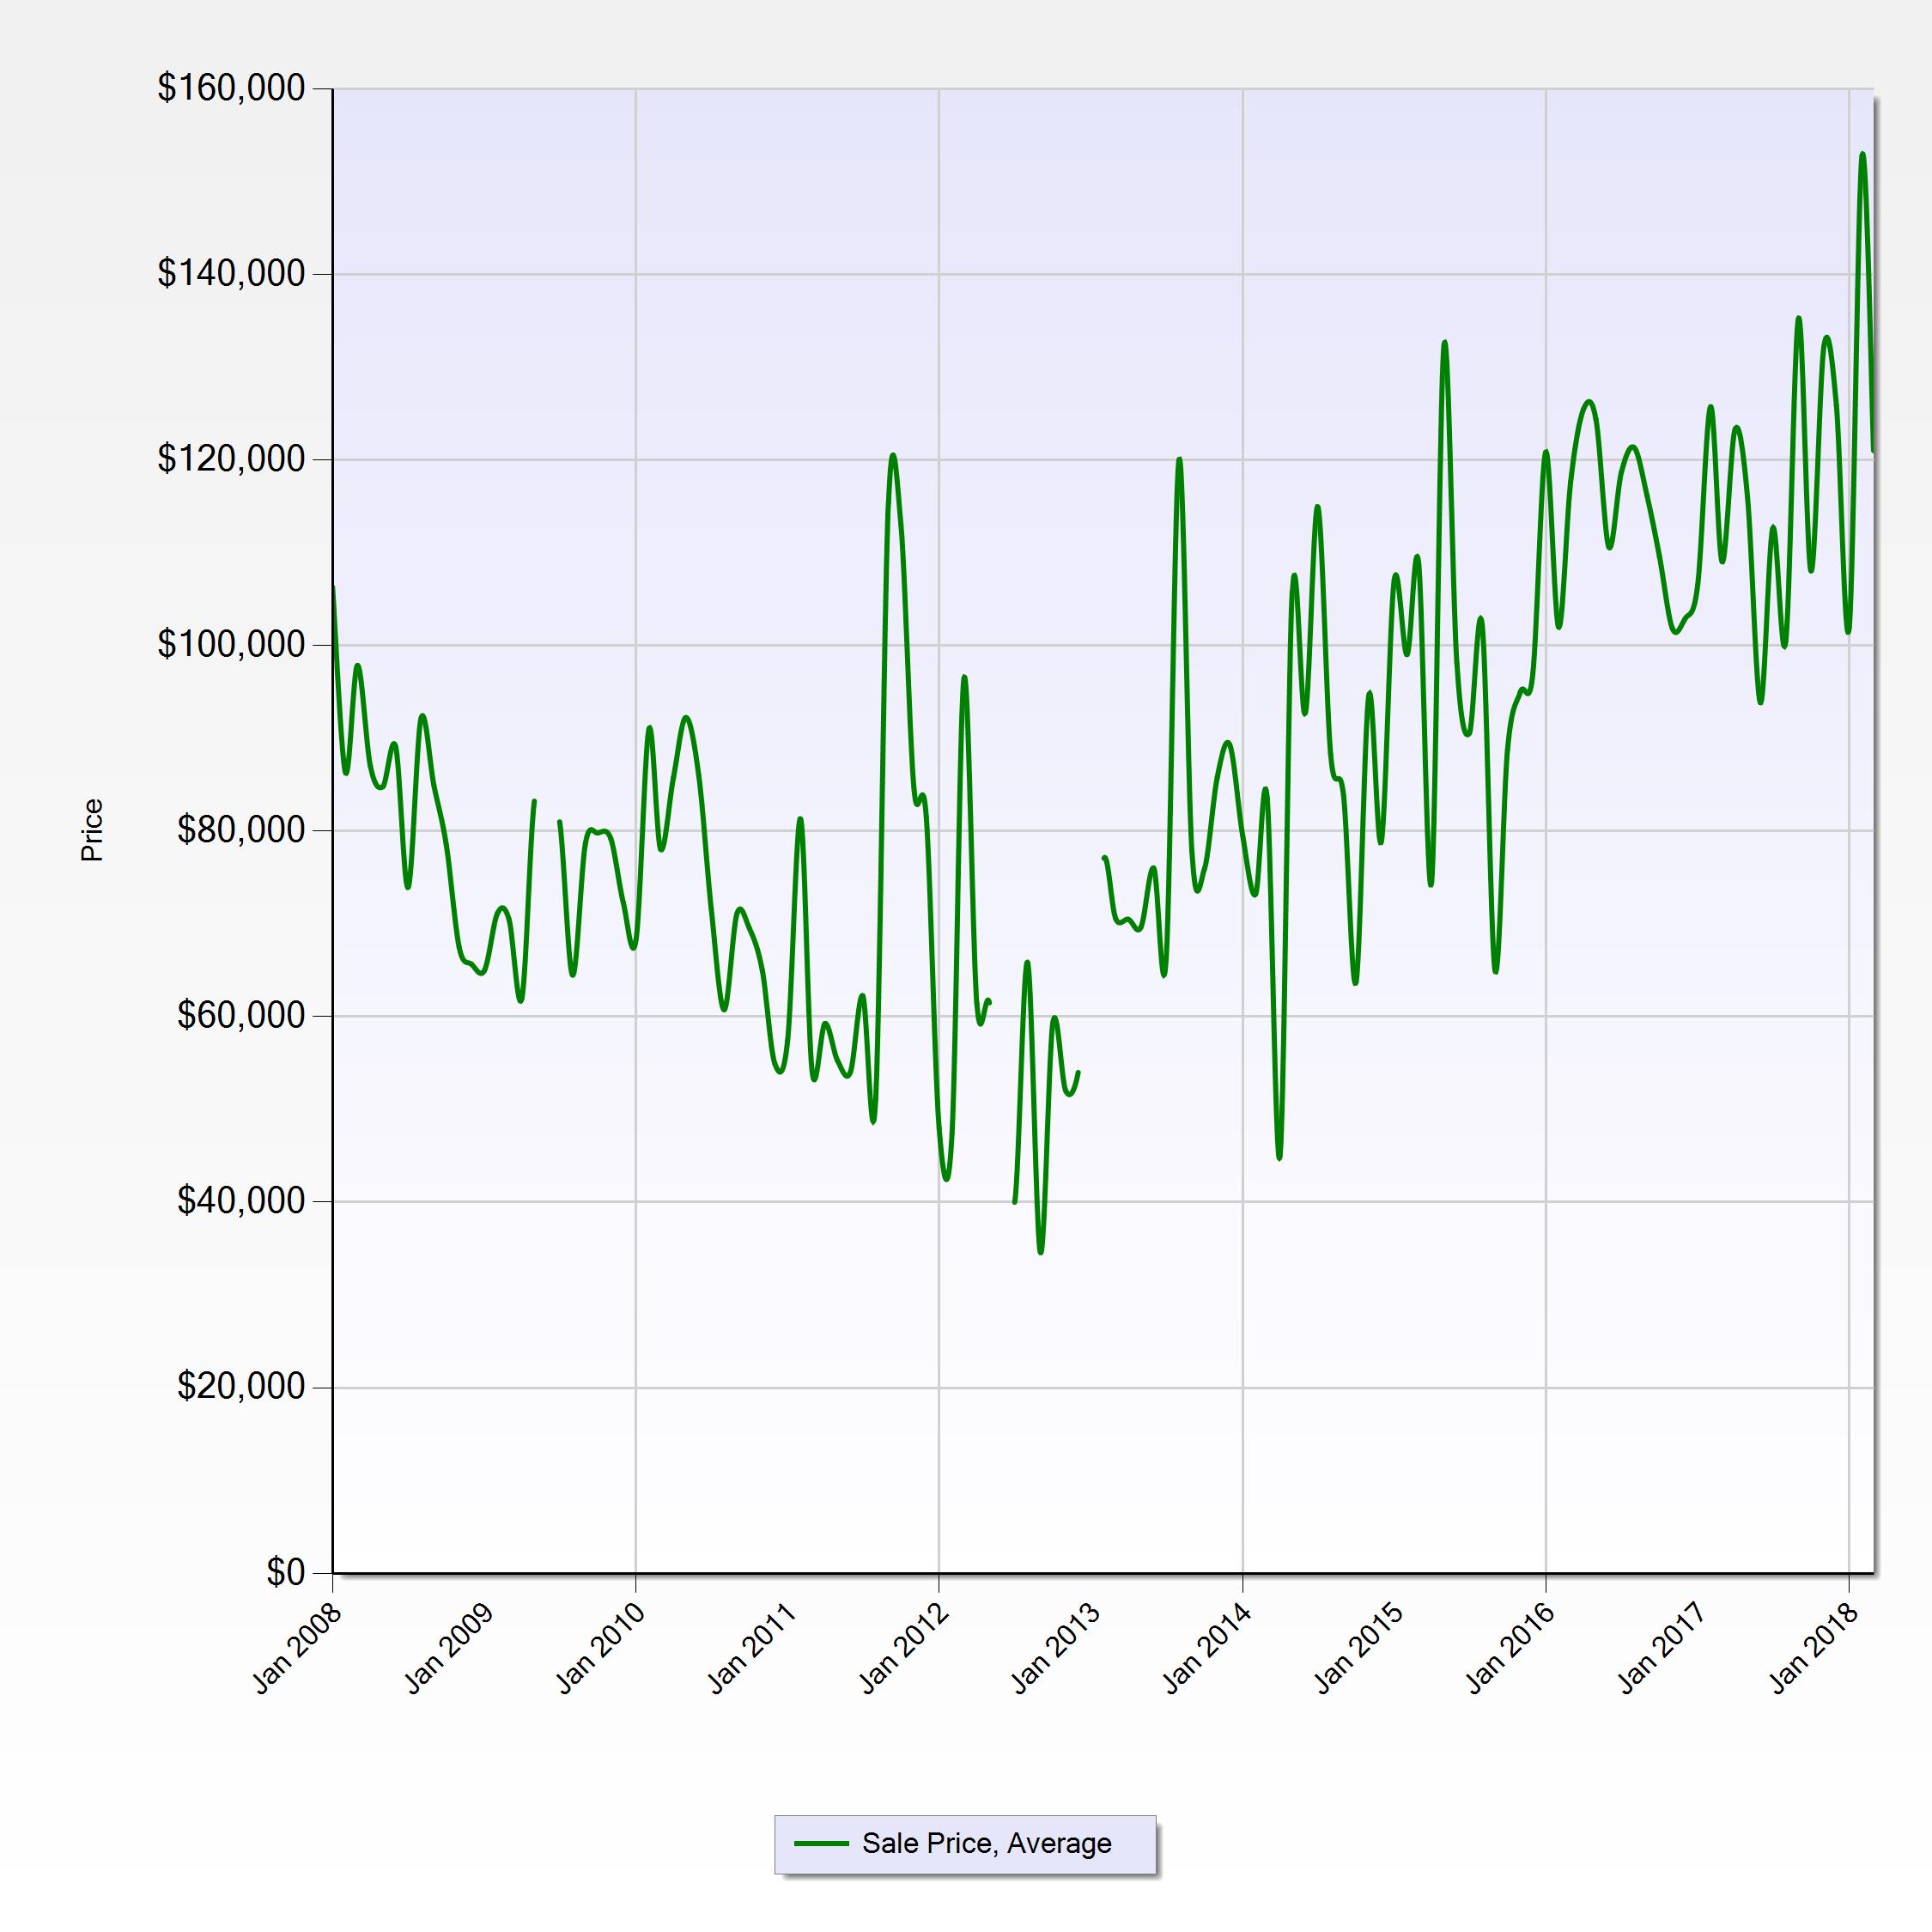 $160,000
$140,000
$120,000
$100,000
$80,000
$60,000
$40,000
$20,000
$0
Price
Jan 2008
Jan 2009
Jan 2010
Jan 2011
Jan 2012
Jan 2013
Jan 2014
Jan 2015
Jan 2016
Jan 2017
Jan 2018
Sale Price, Average